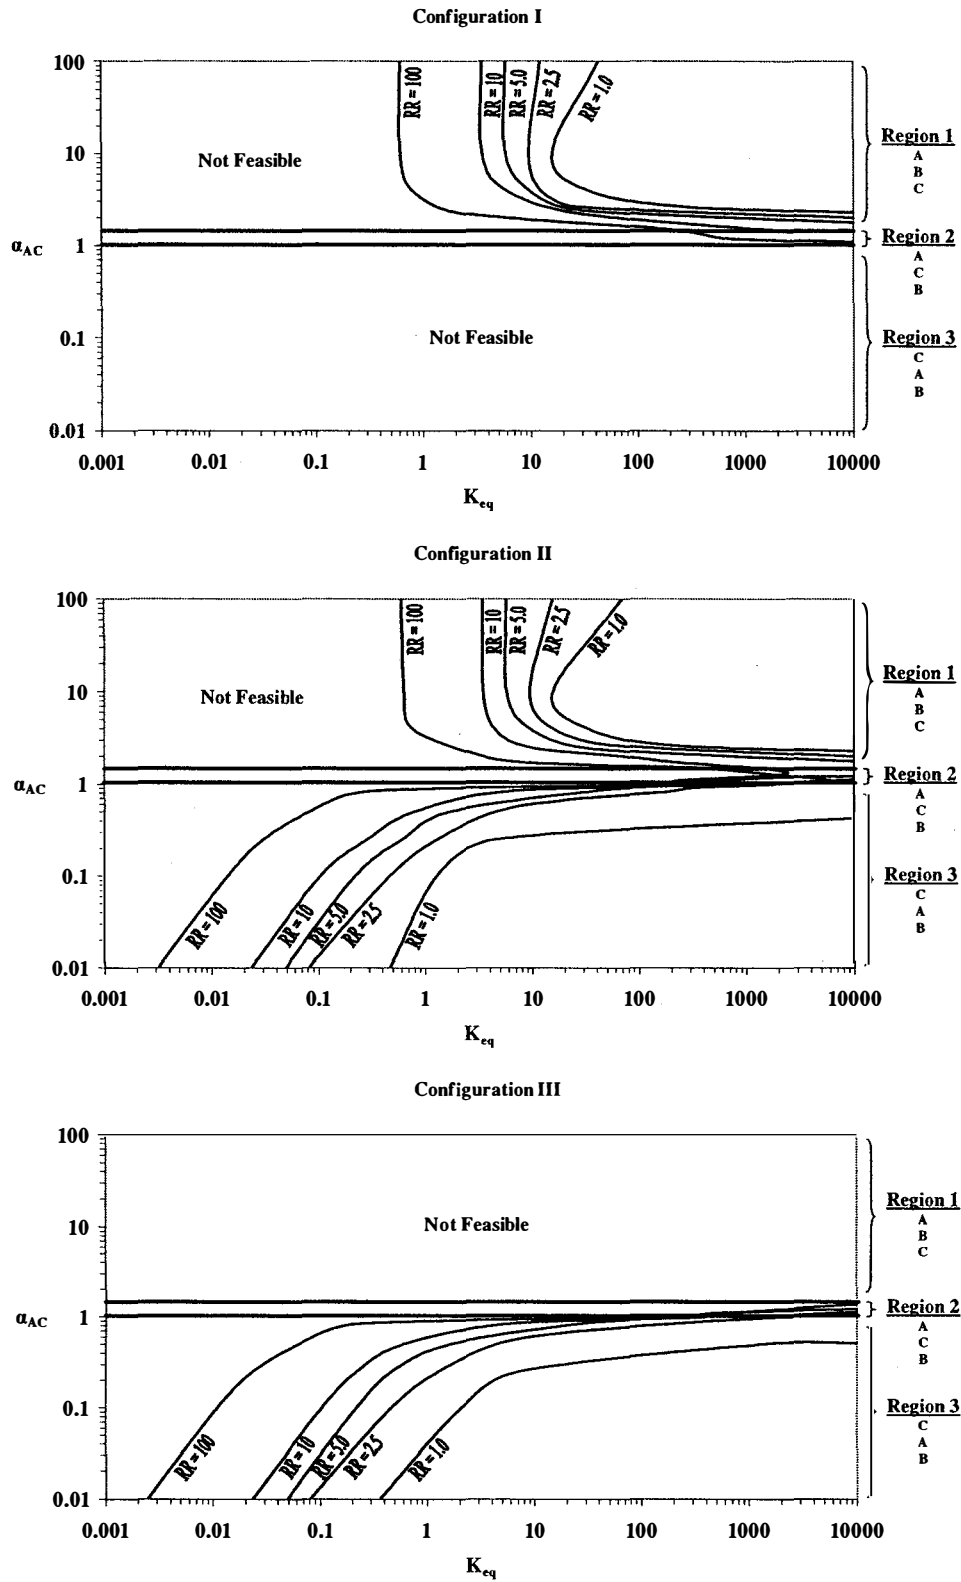 Configuration I
100
10
1
0.1
0.01
α_AC
RR = 100
RR = 10
RR = 5.0
RR = 2.5
RR = 1.0
Not Feasible
Not Feasible
Region 1
A
B
C
Region 2
A
C
B
Region 3
C
A
B
0.001 0.01 0.1 1 10 100 1000 10000
K_eq
Configuration II
100
10
1
0.1
0.01
α_AC
RR = 100
RR = 10
RR = 5.0
RR = 2.5
RR = 1.0
Not Feasible
RR = 100
RR = 10
RR = 5.0
RR = 2.5
RR = 1.0
Region 1
A
B
C
Region 2
A
C
B
Region 3
C
A
B
0.001 0.01 0.1 1 10 100 1000 10000
K_eq
Configuration III
100
10
1
0.1
0.01
α_AC
Not Feasible
RR = 100
RR = 10
RR = 5.0
RR = 2.5
RR = 1.0
Region 1
A
B
C
Region 2
A
C
B
Region 3
C
A
B
0.001 0.01 0.1 1 10 100 1000 10000
K_eq